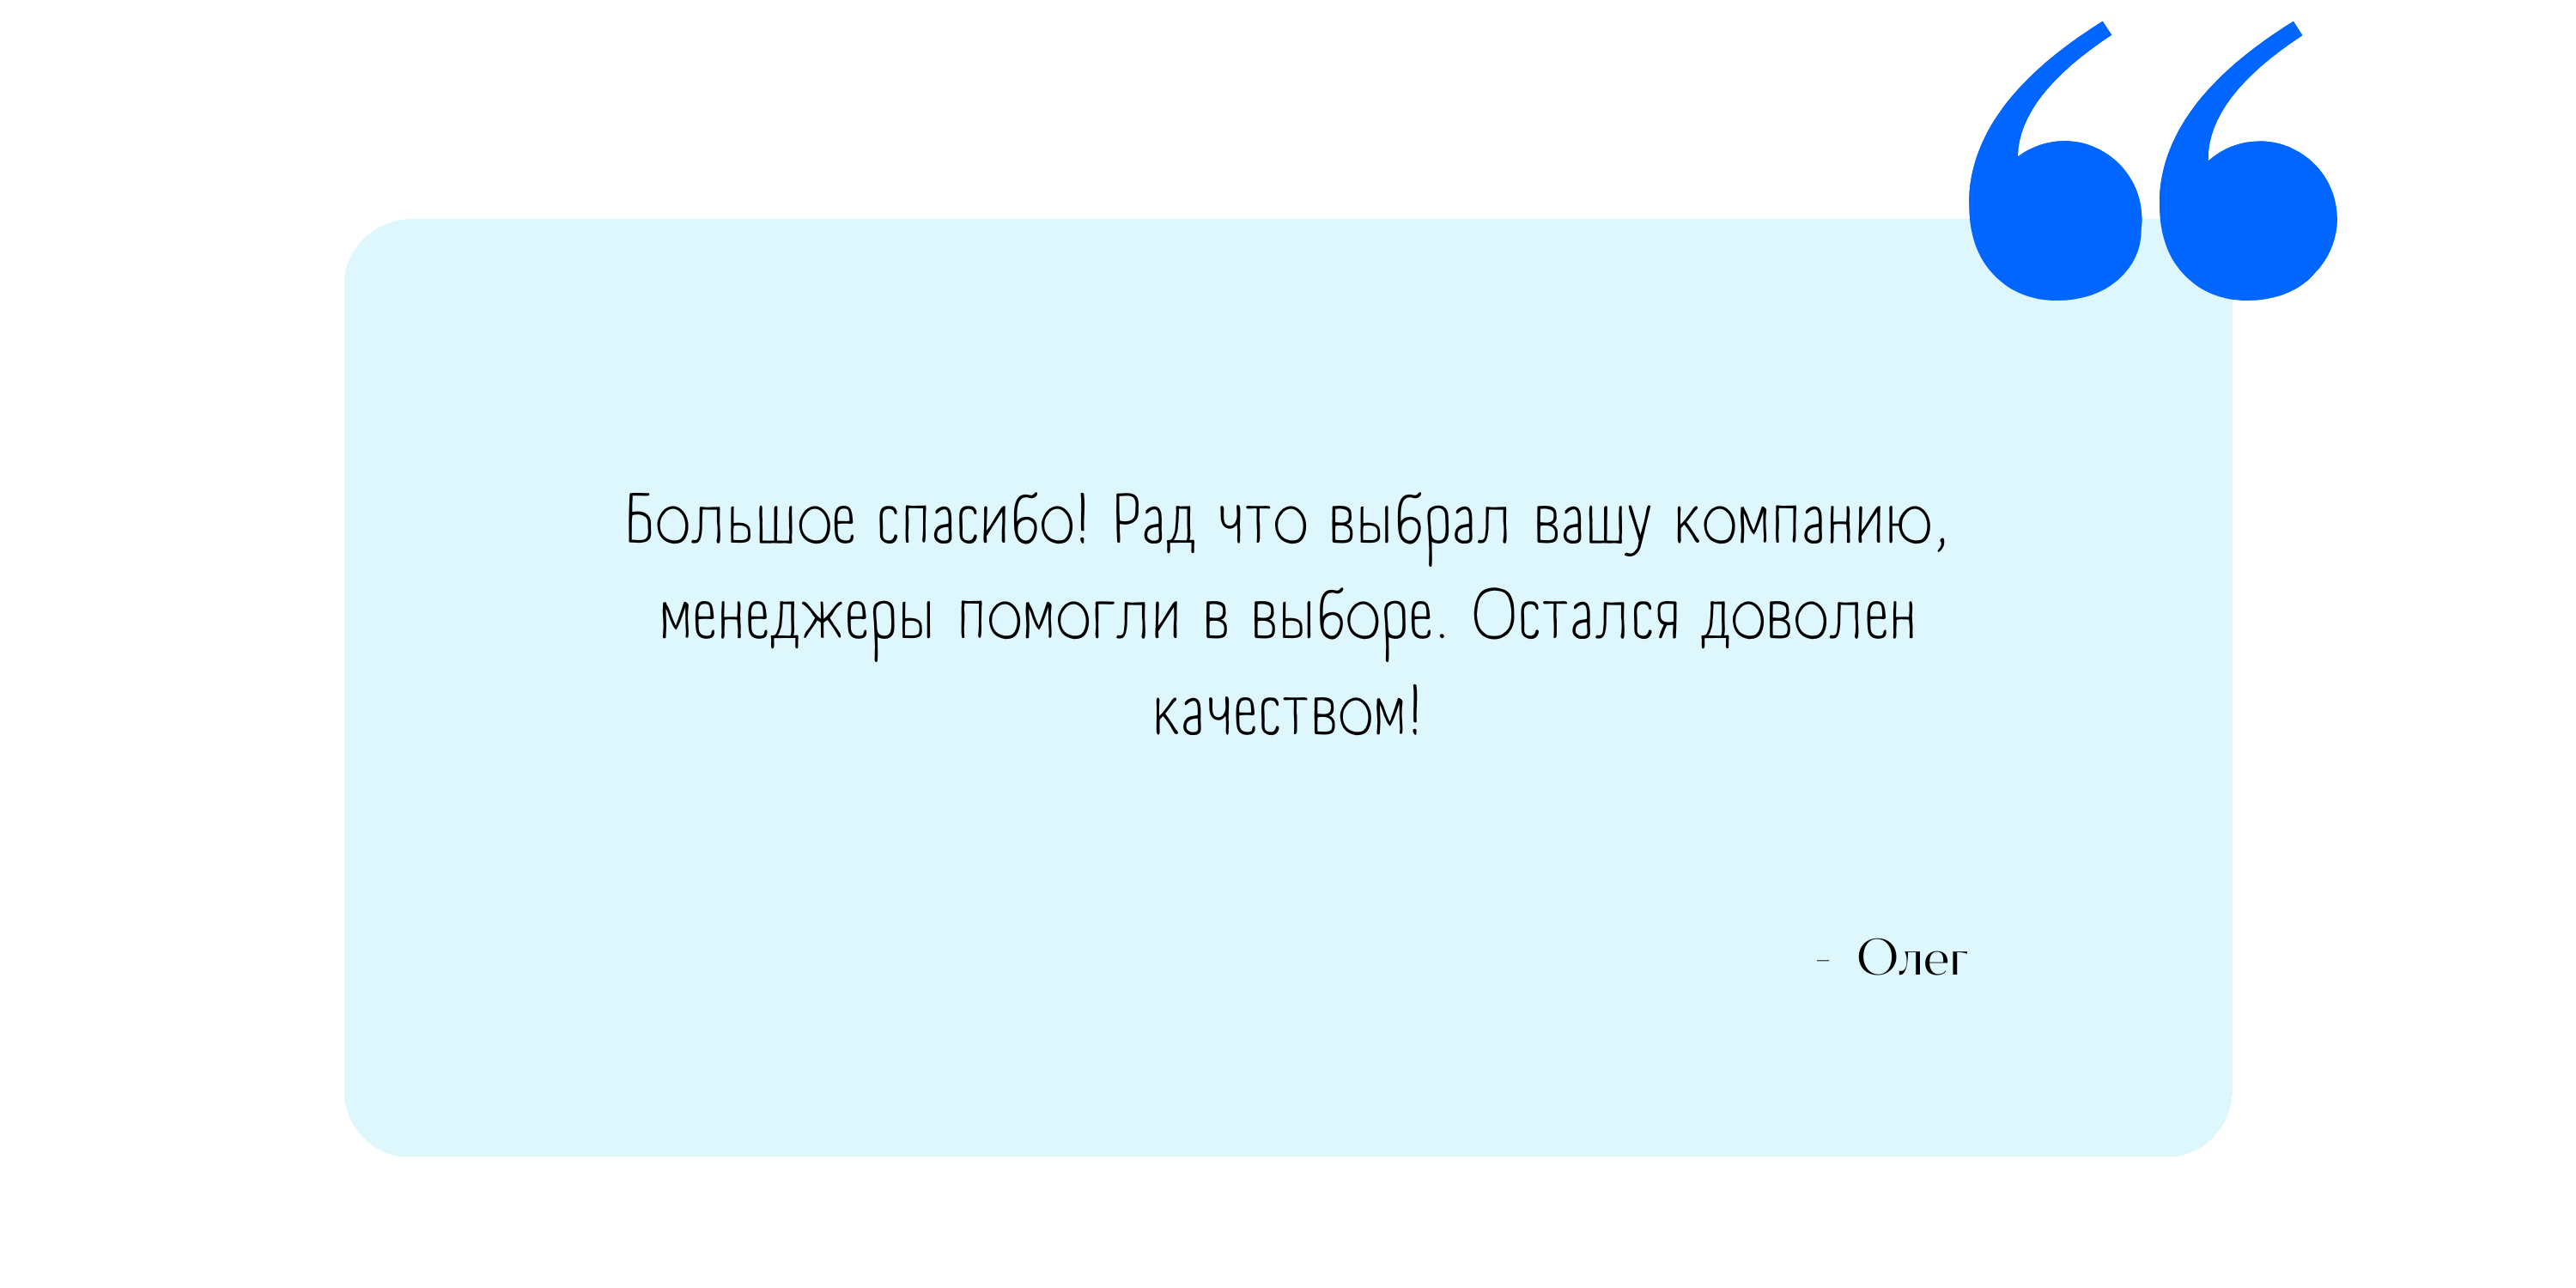 Большое спасибо! Рад что выбрал вашу компанию,
менеджеры помогли в выборе. Остался доволен
качеством!
- Олег